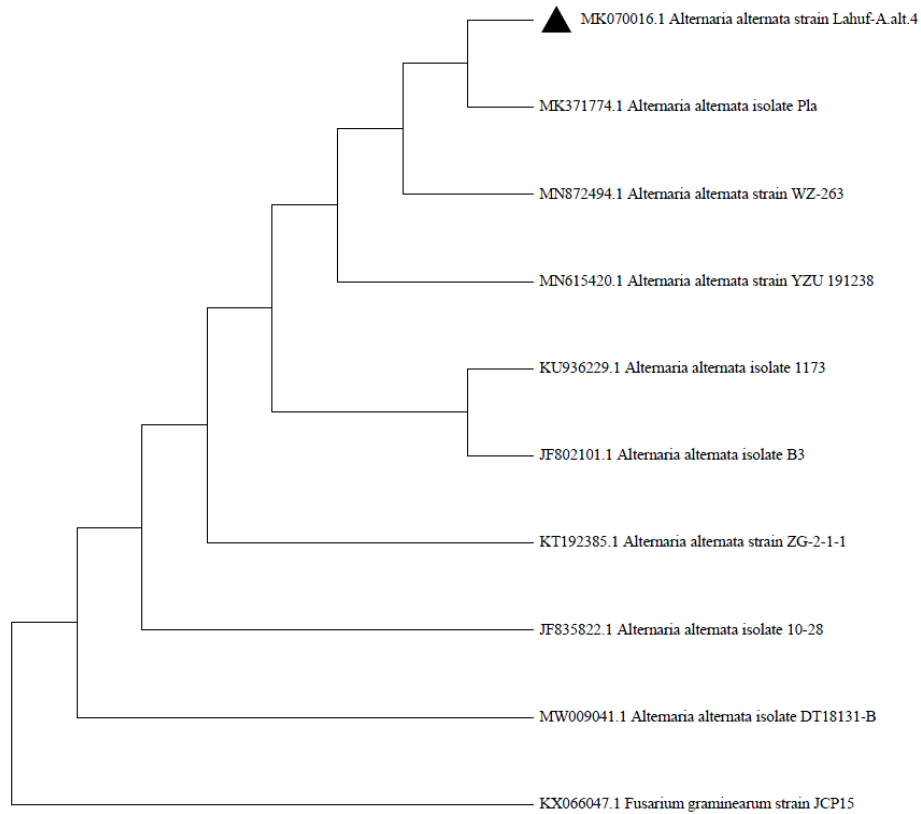 MK070016.1 Alternaria alternata strain Lahuf-A.alt.4
MK371774.1 Alternaria alternata isolate Pla
MN872494.1 Alternaria alternata strain WZ-263
MN615420.1 Alternaria alternata strain YZU 191238
KU936229.1 Alternaria alternata isolate 1173
JF802101.1 Alternaria alternata isolate B3
KT192385.1 Alternaria alternata strain ZG-2-1-1
JF835822.1 Alternaria alternata isolate 10-28
MW009041.1 Alternaria alternata isolate DT18131-B
KX066047.1 Fusarium graminearum strain JCP15